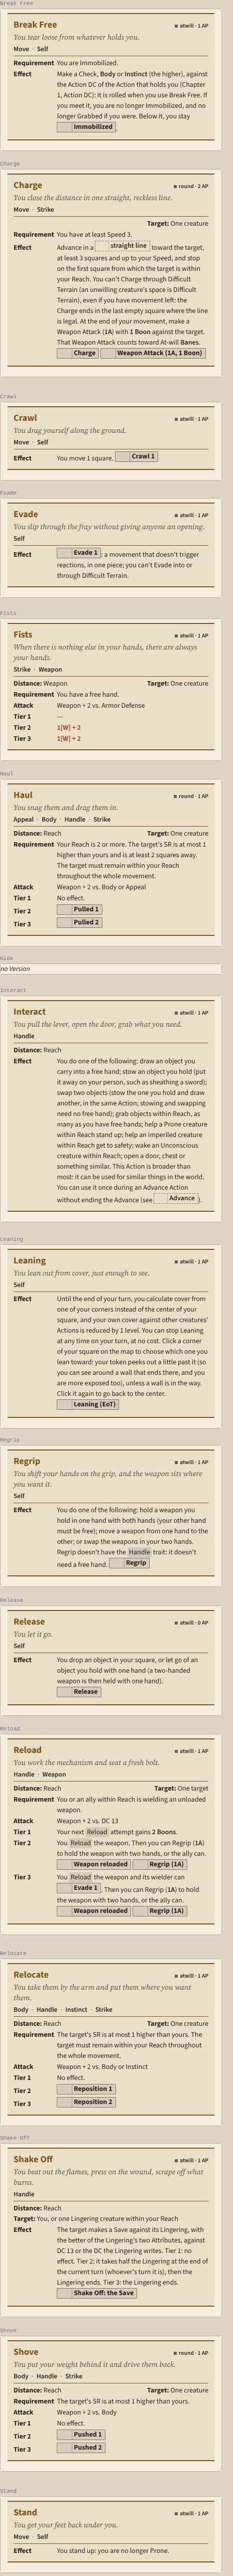 Break Free
Break Free ■ atwill · 1 AP
You tear loose from whatever holds you.
Move · Self
Requirement You are Immobilized.
Effect Make a Check, Body or Instinct (the higher), against
the Action DC of the Action that holds you (Chapter
1, Action DC): it is rolled when you use Break Free. If
you meet it, you are no longer Immobilized, and no
longer Grabbed if you were. Below it, you stay
Immobilized .
Charge
Charge ■ round · 2 AP
You close the distance in one straight, reckless line.
Move · Strike
Target: One creature
Requirement You have at least Speed 3.
Effect Advance in a straight line toward the target,
at least 3 squares and up to your Speed, and stop
on the first square from which the target is within
your Reach. You can't Charge through Difficult
Terrain (an unwilling creature's space is Difficult
Terrain), even if you have movement left: the
Charge ends in the last empty square where the line
is legal. At the end of your movement, make a
Weapon Attack (1A) with 1 Boon against the target.
That Weapon Attack counts toward At-will Banes.
Charge Weapon Attack (1A, 1 Boon)
Crawl
Crawl ■ atwill · 1 AP
You drag yourself along the ground.
Move · Self
Effect You move 1 square. Crawl 1
Evade
Evade ■ atwill · 1 AP
You slip through the fray without giving anyone an opening.
Self
Effect Evade 1 : a movement that doesn't trigger
reactions, in one piece; you can't Evade into or
through Difficult Terrain.
Fists
Fists ■ atwill · 1 AP
When there is nothing else in your hands, there are always
your hands.
Strike · Weapon
Distance: Weapon Target: One creature
Requirement You have a free hand.
Attack Weapon + 2 vs. Armor Defense
Tier 1 —
Tier 2 1[W] + 2
Tier 3 1[W] + 2
Haul
Haul ■ round · 1 AP
You snag them and drag them in.
Appeal · Body · Handle · Strike
Distance: Reach Target: One creature
Requirement Your Reach is 2 or more. The target's SR is at most 1
higher than yours and is at least 2 squares away.
The target must remain within your Reach
throughout the whole movement.
Attack Weapon + 2 vs. Body or Appeal
Tier 1 No effect.
Tier 2 Pulled 1
Tier 3 Pulled 2
Hide
no Version
Interact
Interact ■ atwill · 1 AP
You pull the lever, open the door, grab what you need.
Handle
Distance: Reach
Effect You do one of the following: draw an object you
carry into a free hand; stow an object you hold (put
it away on your person, such as sheathing a sword);
swap two objects (stow the one you hold and draw
another, in the same Action; stowing and swapping
need no free hand); grab objects within Reach, as
many as you have free hands; help a Prone creature
within Reach stand up; help an Imperiled creature
within Reach get to safety; wake an Unconscious
creature within Reach; open a door, chest or
something similar. This Action is broader than
most: it can be used for similar things in the world.
You can use it once during an Advance Action
without ending the Advance (see Advance ).
Leaning
Leaning ■ atwill · 1 AP
You lean out from cover, just enough to see.
Self
Effect Until the end of your turn, you calculate cover from
one of your corners instead of the center of your
square, and your own cover against other creatures'
Actions is reduced by 1 level. You can stop Leaning
at any time on your turn, at no cost. Click a corner
of your square on the map to choose which one you
lean toward: your token peeks out a little past it (so
you can see around a wall that ends there, and you
are more exposed too), unless a wall is in the way.
Click it again to go back to the center.
Leaning (EoT)
Regrip
Regrip ■ atwill · 1 AP
You shift your hands on the grip, and the weapon sits where
you want it.
Self
Effect You do one of the following: hold a weapon you
hold in one hand with both hands (your other hand
must be free); move a weapon from one hand to the
other; or swap the weapons in your two hands.
Regrip doesn't have the Handle trait: it doesn't
need a free hand. Regrip
Release
Release ■ atwill · 0 AP
You let it go.
Self
Effect You drop an object in your square, or let go of an
object you hold with one hand (a two-handed
weapon is then held with one hand).
Release
Reload
Reload ■ atwill · 1 AP
You work the mechanism and seat a fresh bolt.
Handle · Weapon
Distance: Reach Target: One target
Requirement You or an ally within Reach is wielding an unloaded
weapon.
Attack Weapon + 2 vs. DC 13
Tier 1 Your next Reload attempt gains 2 Boons.
Tier 2 You Reload the weapon. Then you can Regrip (1A)
to hold the weapon with two hands, or the ally can.
Weapon reloaded Regrip (1A)
Tier 3 You Reload the weapon and its wielder can
Evade 1 . Then you can Regrip (1A) to hold
the weapon with two hands, or the ally can.
Weapon reloaded Regrip (1A)
Relocate
Relocate ■ atwill · 1 AP
You take them by the arm and put them where you want
them.
Body · Handle · Instinct · Strike
Distance: Reach Target: One creature
Requirement The target's SR is at most 1 higher than yours. The
target must remain within your Reach throughout
the whole movement.
Attack Weapon + 2 vs. Body or Instinct
Tier 1 No effect.
Tier 2 Reposition 1
Tier 3 Reposition 2
Shake Off
Shake Off ■ atwill · 1 AP
You beat out the flames, press on the wound, scrape off what
burns.
Handle
Distance: Reach
Target: You, or one Lingering creature within your Reach
Effect The target makes a Save against its Lingering, with
the better of the Lingering's two Attributes, against
DC 13 or the DC the Lingering writes. Tier 1: no
effect. Tier 2: it takes half the Lingering at the end of
the current turn (whoever's turn it is), then the
Lingering ends. Tier 3: the Lingering ends.
Shake Off: the Save
Shove
Shove ■ round · 1 AP
You put your weight behind it and drive them back.
Body · Handle · Strike
Distance: Reach Target: One creature
Requirement The target's SR is at most 1 higher than yours.
Attack Weapon + 2 vs. Body
Tier 1 No effect.
Tier 2 Pushed 1
Tier 3 Pushed 2
Stand
Stand ■ atwill · 1 AP
You get your feet back under you.
Move · Self
Effect You stand up: you are no longer Prone.